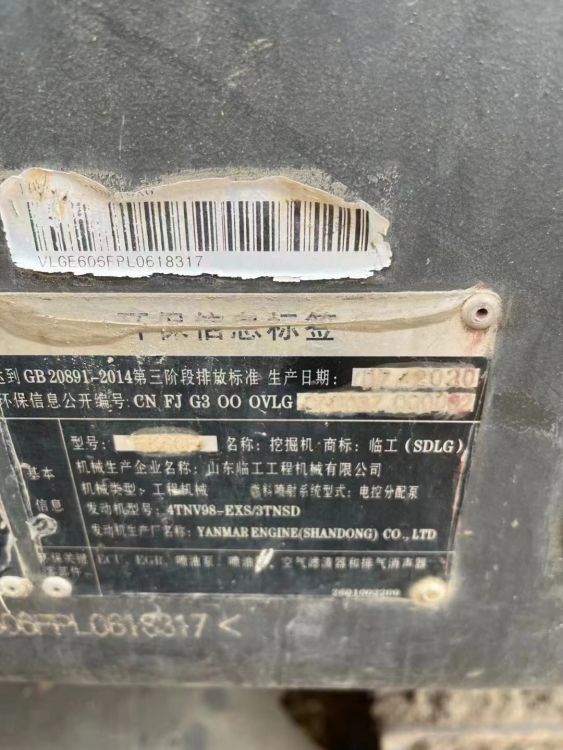 VLGE606FPL0618317
环保信息标签
达到 GB 20891-2014第三阶段排放标准 生产日期: 2020
环保信息公开编号: CN FJ G3 OO OVLG
型号: 名称: 挖掘机 商标: 临工 (SDLG)
基本
信息
机械生产企业名称: 山东临工工程机械有限公司
机械类型: 工程机械 燃料喷射系统型式: 电控分配泵
发动机型号: 4TNV98-EXS/3TNSD
发动机生产厂名称: YANMAR ENGINE(SHANDONG) CO., LTD
环保关键
ECU、EGR、喷油泵、喷油 、空气滤清器和排气消声器
606FPL0618317<